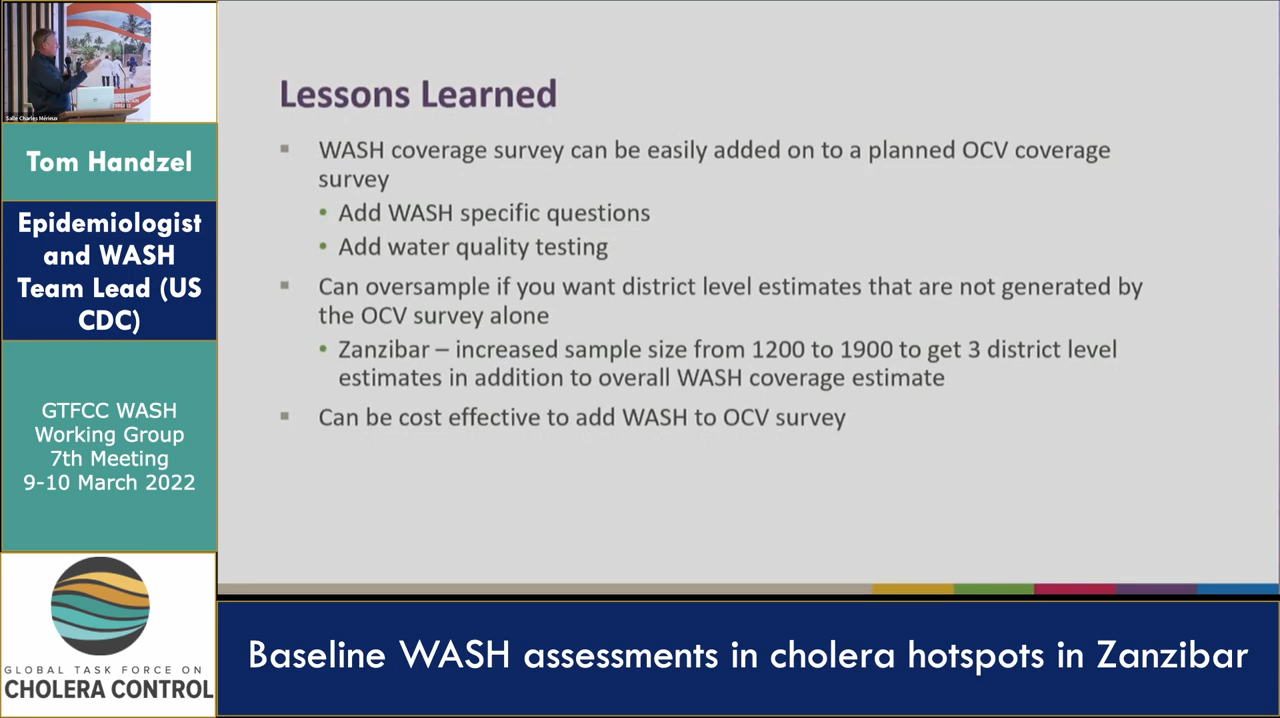 Salle Charles Mérieux
Tom Handzel
Epidemiologist
and WASH
Team Lead (US
CDC)
GTFCC WASH
Working Group
7th Meeting
9-10 March 2022
GLOBAL TASK FORCE ON
CHOLERA CONTROL
Lessons Learned
WASH coverage survey can be easily added on to a planned OCV coverage
survey
• Add WASH specific questions
• Add water quality testing
Can oversample if you want district level estimates that are not generated by
the OCV survey alone
• Zanzibar – increased sample size from 1200 to 1900 to get 3 district level
estimates in addition to overall WASH coverage estimate
Can be cost effective to add WASH to OCV survey
Baseline WASH assessments in cholera hotspots in Zanzibar